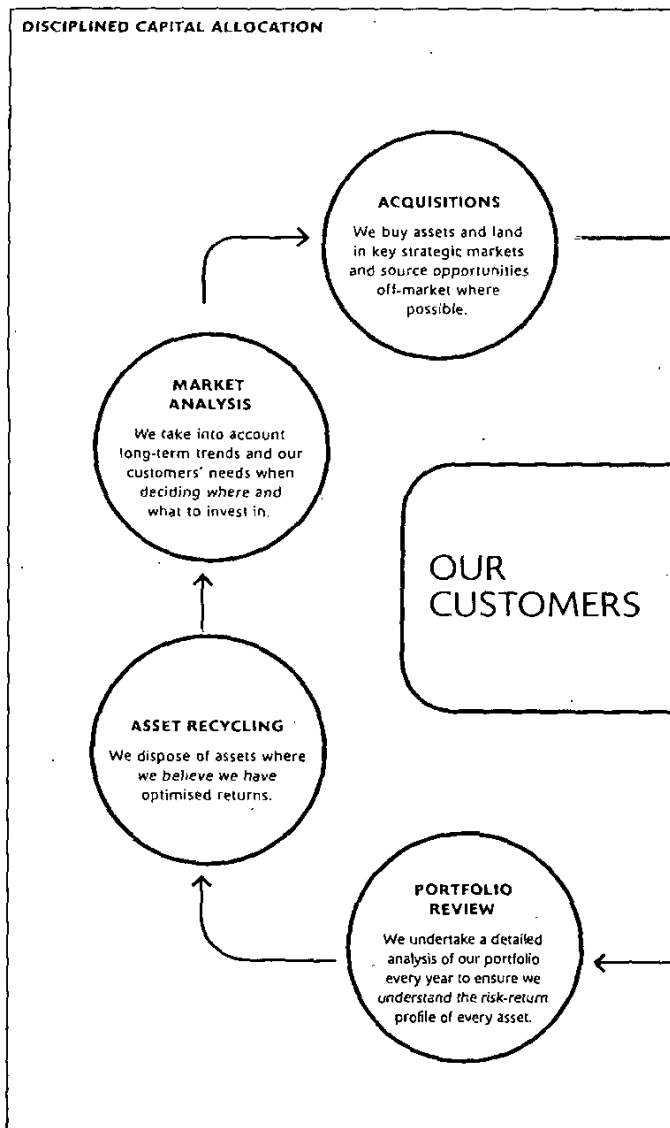 DISCIPLINED CAPITAL ALLOCATION
ACQUISITIONS
We buy assets and land
in key strategic markets
and source opportunities
off-market where
possible.
MARKET
ANALYSIS
We take into account
long-term trends and our
customers' needs when
deciding where and
what to invest in.
OUR
CUSTOMERS
ASSET RECYCLING
We dispose of assets where
we believe we have
optimised returns.
PORTFOLIO
REVIEW
We undertake a detailed
analysis of our portfolio
every year to ensure we
understand the risk-return
profile of every asset.